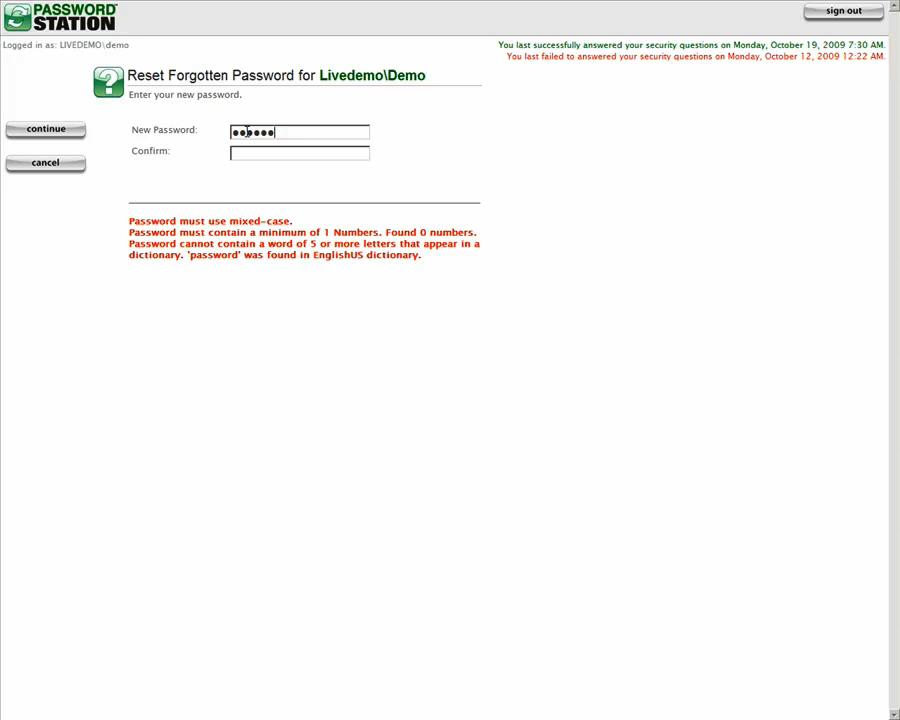 PASSWORD
STATION
sign out
Logged in as: LIVEDEMO\demo
You last successfully answered your security questions on Monday, October 19, 2009 7:30 AM.
You last failed to answered your security questions on Monday, October 12, 2009 12:22 AM.
Reset Forgotten Password for Livedemo\Demo
Enter your new password.
continue
New Password:
Confirm:
cancel
Password must use mixed-case.
Password must contain a minimum of 1 Numbers. Found 0 numbers.
Password cannot contain a word of 5 or more letters that appear in a
dictionary. 'password' was found in EnglishUS dictionary.